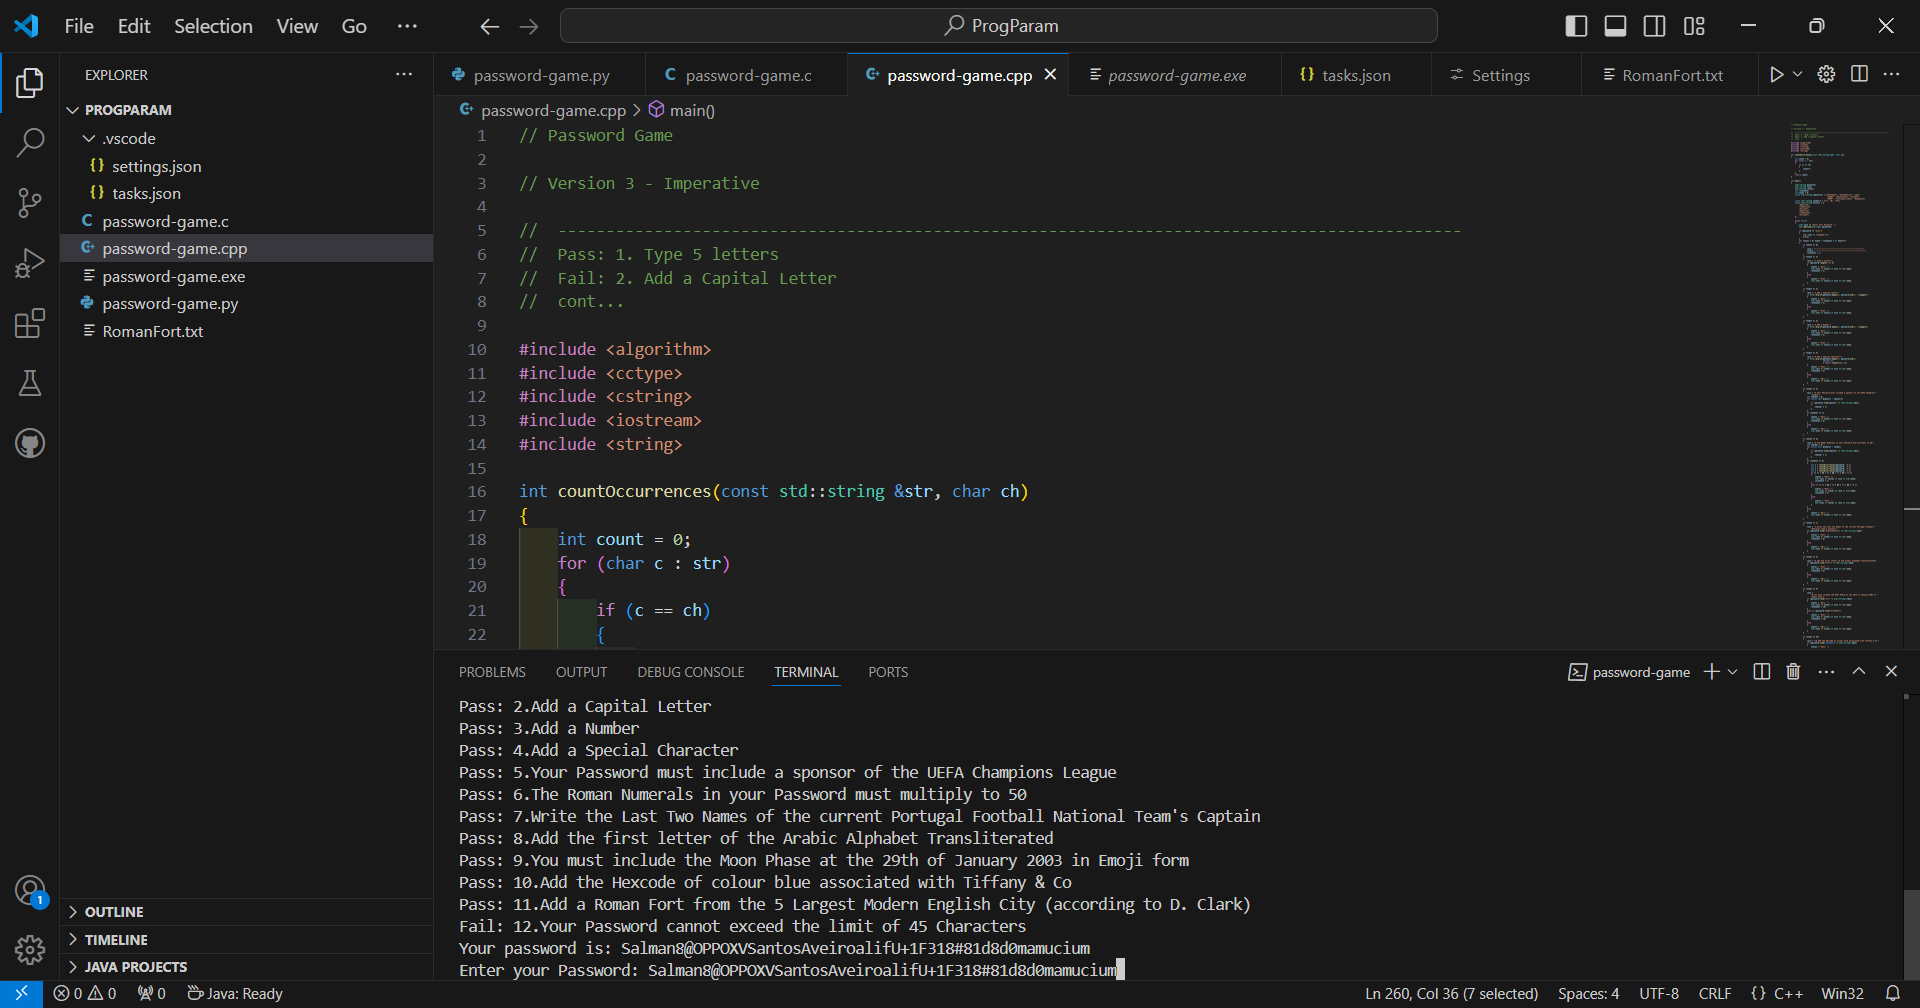 File Edit Selection View Go ··· ProgParam
EXPLORER ···
PROGPARAM
.vscode
{} settings.json
{} tasks.json
C password-game.c
C+ password-game.cpp
password-game.exe
password-game.py
RomanFort.txt
OUTLINE
TIMELINE
JAVA PROJECTS
1
password-game.py C password-game.c C+ password-game.cpp password-game.exe {} tasks.json Settings RomanFort.txt
C+ password-game.cpp > main()
1 // Password Game
2
3 // Version 3 - Imperative
4
5 // ----------------------------------------------------------------------------------------------
6 // Pass: 1. Type 5 letters
7 // Fail: 2. Add a Capital Letter
8 // cont...
9
10 #include <algorithm>
11 #include <cctype>
12 #include <cstring>
13 #include <iostream>
14 #include <string>
15
16 int countOccurrences(const std::string &str, char ch)
17 {
18 int count = 0;
19 for (char c : str)
20 {
21 if (c == ch)
22 {
PROBLEMS OUTPUT DEBUG CONSOLE TERMINAL PORTS password-game
Pass: 2.Add a Capital Letter
Pass: 3.Add a Number
Pass: 4.Add a Special Character
Pass: 5.Your Password must include a sponsor of the UEFA Champions League
Pass: 6.The Roman Numerals in your Password must multiply to 50
Pass: 7.Write the Last Two Names of the current Portugal Football National Team's Captain
Pass: 8.Add the first letter of the Arabic Alphabet Transliterated
Pass: 9.You must include the Moon Phase at the 29th of January 2003 in Emoji form
Pass: 10.Add the Hexcode of colour blue associated with Tiffany & Co
Pass: 11.Add a Roman Fort from the 5 Largest Modern English City (according to D. Clark)
Fail: 12.Your Password cannot exceed the limit of 45 Characters
Your password is: Salman8@OPPOXVSantosAveiroalifU+1F318#81d8d0mamucium
Enter your Password: Salman8@OPPOXVSantosAveiroalifU+1F318#81d8d0mamucium
0 0 0 Java: Ready Ln 260, Col 36 (7 selected) Spaces: 4 UTF-8 CRLF {} C++ Win32